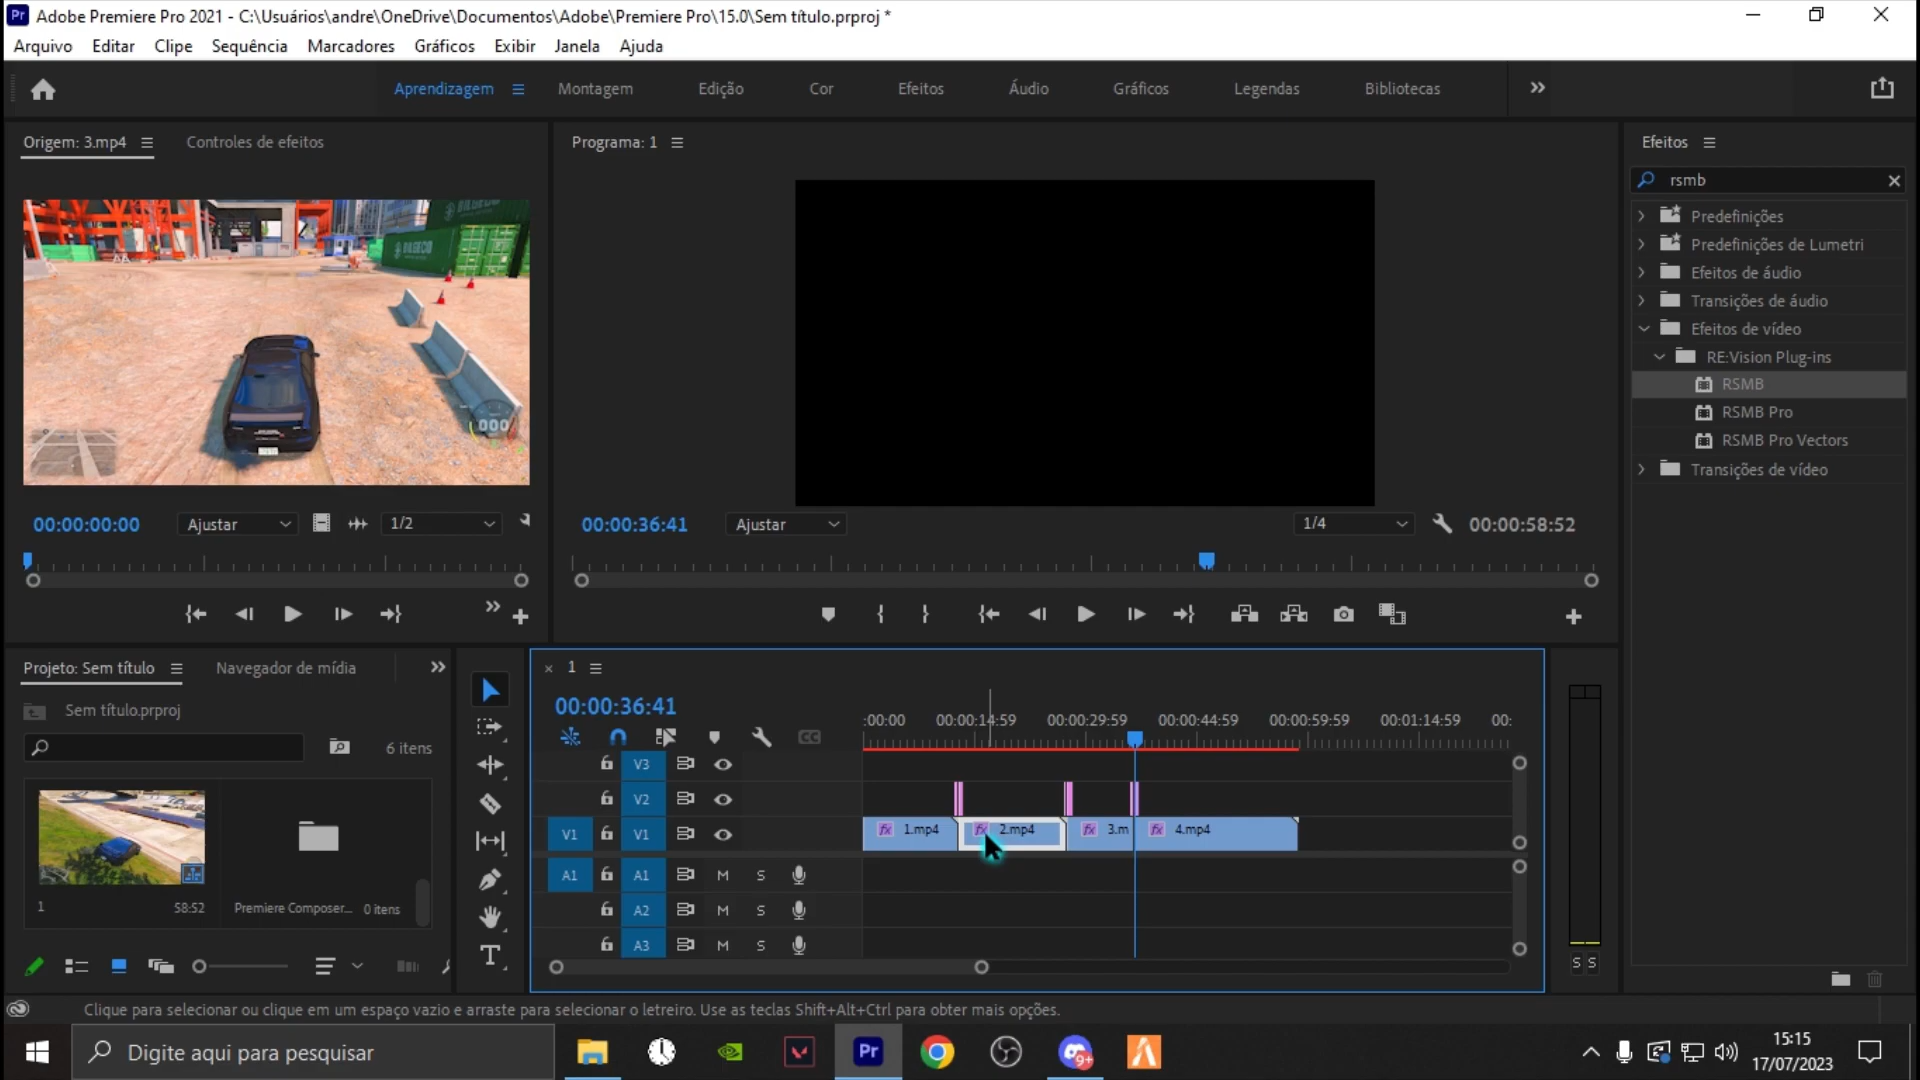 Pr Adobe Premiere Pro 2021 - C:\Usuários\andre\OneDrive\Documentos\Adobe\Premiere Pro\15.0\Sem título.prproj *
Arquivo Editar Clipe Sequência Marcadores Gráficos Exibir Janela Ajuda
Aprendizagem Montagem Edição Cor Efeitos Áudio Gráficos Legendas Bibliotecas
Origem: 3.mp4 Controles de efeitos Programa: 1 Efeitos
rsmb
Predefinições
Predefinições de Lumetri
Efeitos de áudio
Transições de áudio
Efeitos de vídeo
RE:Vision Plug-ins
RSMB
RSMB Pro
RSMB Pro Vectors
Transições de vídeo
000
00:00:00:00 Ajustar 1/2 00:00:36:41 Ajustar 1/4 00:00:58:52
Projeto: Sem título Navegador de mídia
Sem título.prproj
6 itens
1 58:52 Premiere Composer... 0 itens
1
00:00:36:41
:00:00 00:00:14:59 00:00:29:59 00:00:44:59 00:00:59:59 00:01:14:59 00:
V3
V2
V1 V1 fx 1.mp4 fx 2.mp4 fx 3.m fx 4.mp4
A1 A1 M S
A2 M S
A3 M S
S S
Clique para selecionar ou clique em um espaço vazio e arraste para selecionar o letreiro. Use as teclas Shift+Alt+Ctrl para obter mais opções.
Digite aqui para pesquisar
Pr
9+
15:15
17/07/2023